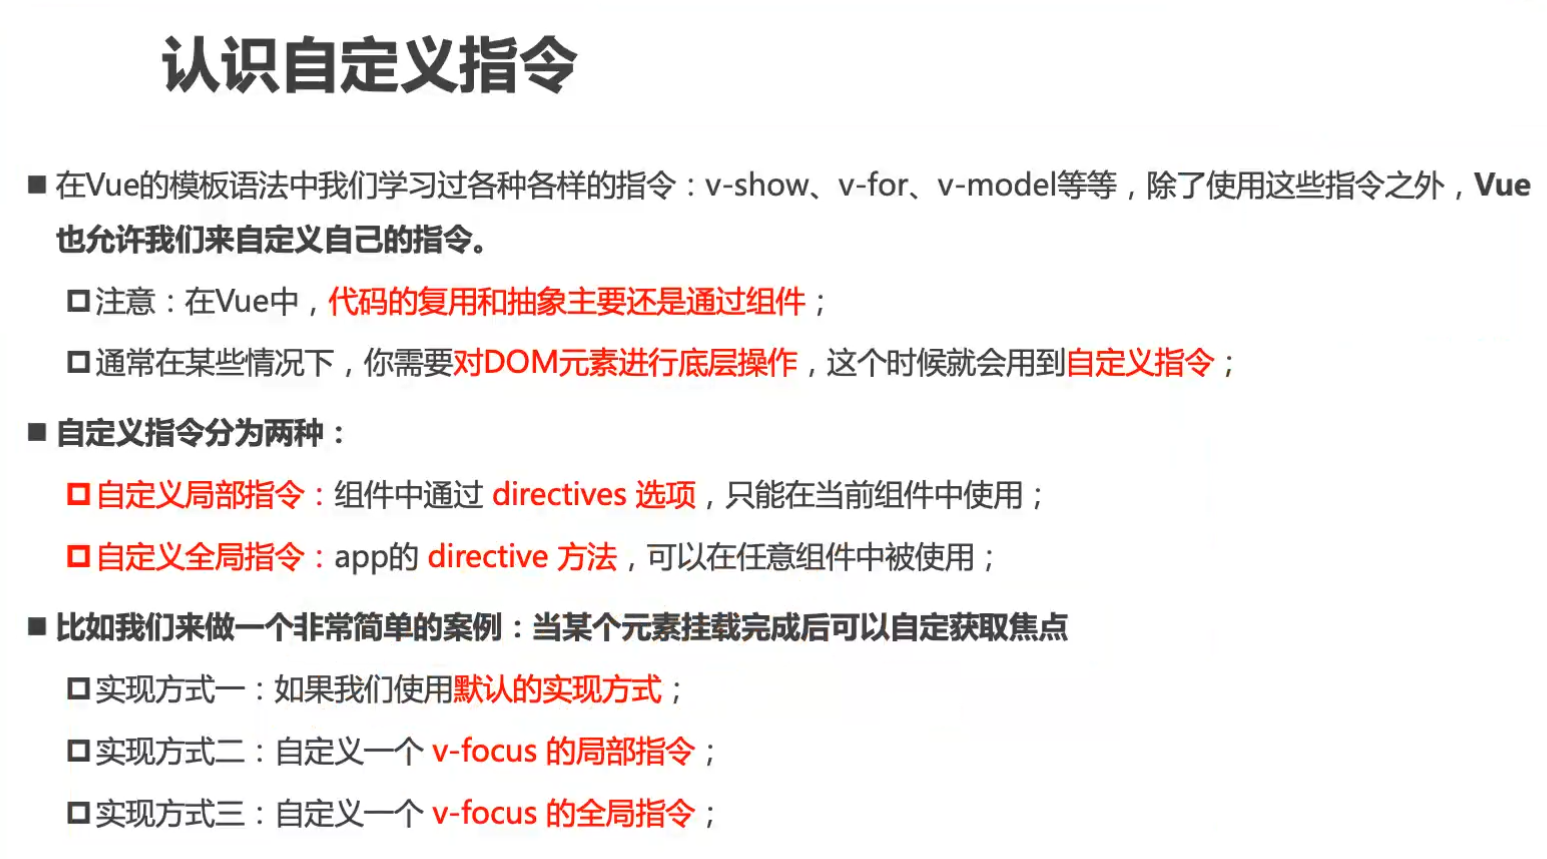 认识自定义指令
■ 在Vue的模板语法中我们学习过各种各样的指令：v-show、v-for、v-model等等，除了使用这些指令之外，Vue
也允许我们来自定义自己的指令。
注意：在Vue中，代码的复用和抽象主要还是通过组件；
通常在某些情况下，你需要对DOM元素进行底层操作，这个时候就会用到自定义指令；
■ 自定义指令分为两种：
自定义局部指令：组件中通过 directives 选项，只能在当前组件中使用；
自定义全局指令：app的 directive 方法，可以在任意组件中被使用；
■ 比如我们来做一个非常简单的案例：当某个元素挂载完成后可以自定获取焦点
实现方式一：如果我们使用默认的实现方式；
实现方式二：自定义一个 v-focus 的局部指令；
实现方式三：自定义一个 v-focus 的全局指令；